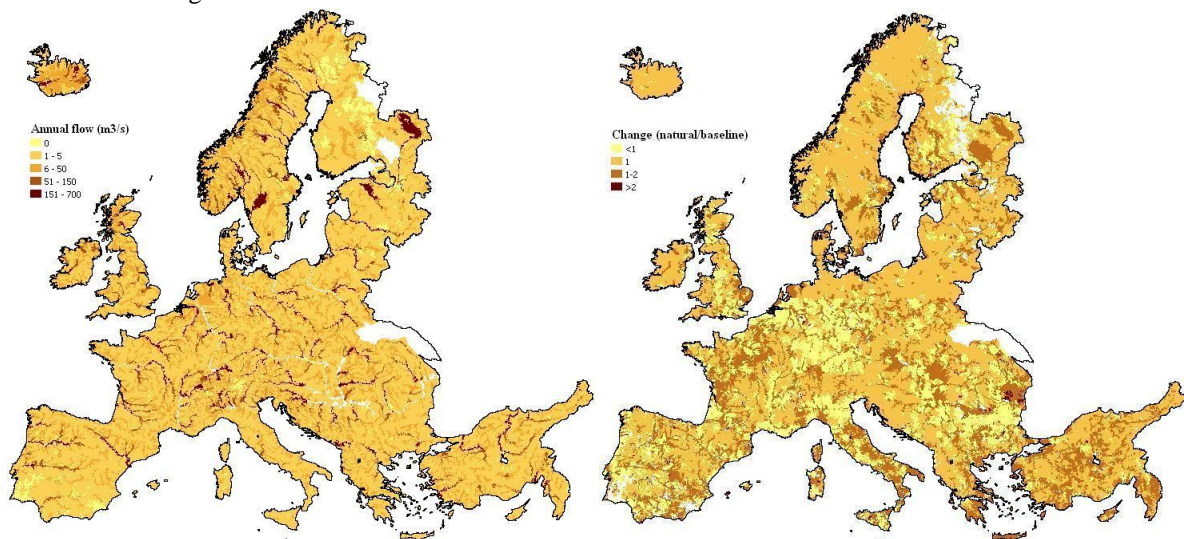 Annual flow (m3/s)
0
1 - 5
6 - 50
51 - 150
151 - 700
Change (natural/baseline)
<1
1
1-2
>2